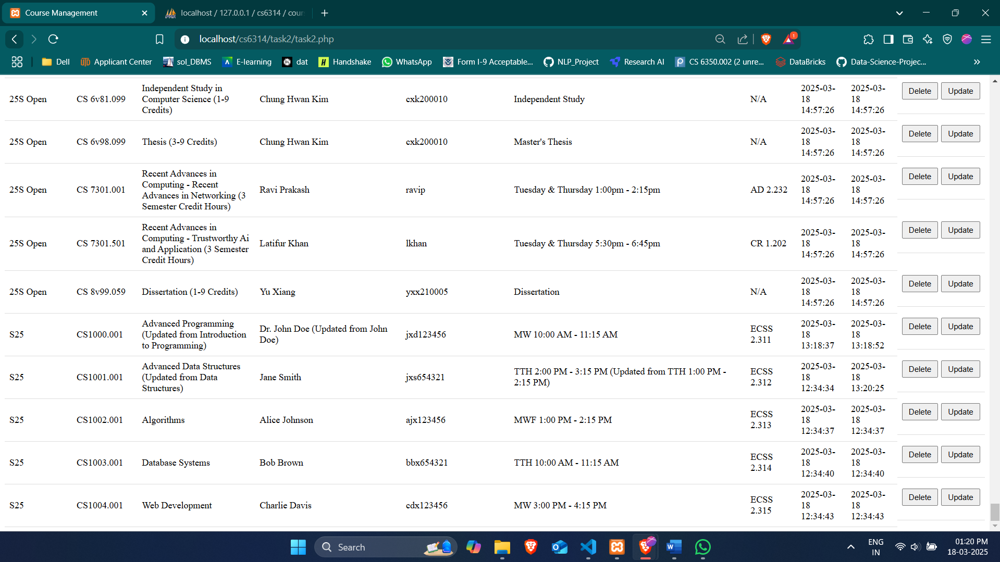 Course Management
localhost / 127.0.0.1 / cs6314 / cour
localhost/cs6314/task2/task2.php
1
Dell
Applicant Center
sol_DBMS
E-learning
dat
Handshake
WhatsApp
Form I-9 Acceptable...
NLP_Project
Research AI
CS 6350.002 (2 unre...
DataBricks
Data-Science-Projec...
25S Open CS 6v81.099 Independent Study in Computer Science (1-9 Credits) Chung Hwan Kim cxk200010 Independent Study N/A 2025-03-18 14:57:26 2025-03-18 14:57:26 Delete Update
25S Open CS 6v98.099 Thesis (3-9 Credits) Chung Hwan Kim cxk200010 Master's Thesis N/A 2025-03-18 14:57:26 2025-03-18 14:57:26 Delete Update
25S Open CS 7301.001 Recent Advances in Computing - Recent Advances in Networking (3 Semester Credit Hours) Ravi Prakash ravip Tuesday & Thursday 1:00pm - 2:15pm AD 2.232 2025-03-18 14:57:26 2025-03-18 14:57:26 Delete Update
25S Open CS 7301.501 Recent Advances in Computing - Trustworthy Ai and Application (3 Semester Credit Hours) Latifur Khan lkhan Tuesday & Thursday 5:30pm - 6:45pm CR 1.202 2025-03-18 14:57:26 2025-03-18 14:57:26 Delete Update
25S Open CS 8v99.059 Dissertation (1-9 Credits) Yu Xiang yxx210005 Dissertation N/A 2025-03-18 14:57:26 2025-03-18 14:57:26 Delete Update
S25 CS1000.001 Advanced Programming (Updated from Introduction to Programming) Dr. John Doe (Updated from John Doe) jxd123456 MW 10:00 AM - 11:15 AM ECSS 2.311 2025-03-18 13:18:37 2025-03-18 13:18:52 Delete Update
S25 CS1001.001 Advanced Data Structures (Updated from Data Structures) Jane Smith jxs654321 TTH 2:00 PM - 3:15 PM (Updated from TTH 1:00 PM - 2:15 PM) ECSS 2.312 2025-03-18 12:34:34 2025-03-18 13:20:25 Delete Update
S25 CS1002.001 Algorithms Alice Johnson ajx123456 MWF 1:00 PM - 2:15 PM ECSS 2.313 2025-03-18 12:34:37 2025-03-18 12:34:37 Delete Update
S25 CS1003.001 Database Systems Bob Brown bbx654321 TTH 10:00 AM - 11:15 AM ECSS 2.314 2025-03-18 12:34:40 2025-03-18 12:34:40 Delete Update
S25 CS1004.001 Web Development Charlie Davis cdx123456 MW 3:00 PM - 4:15 PM ECSS 2.315 2025-03-18 12:34:43 2025-03-18 12:34:43 Delete Update
Search
ENG
IN
01:20 PM
18-03-2025